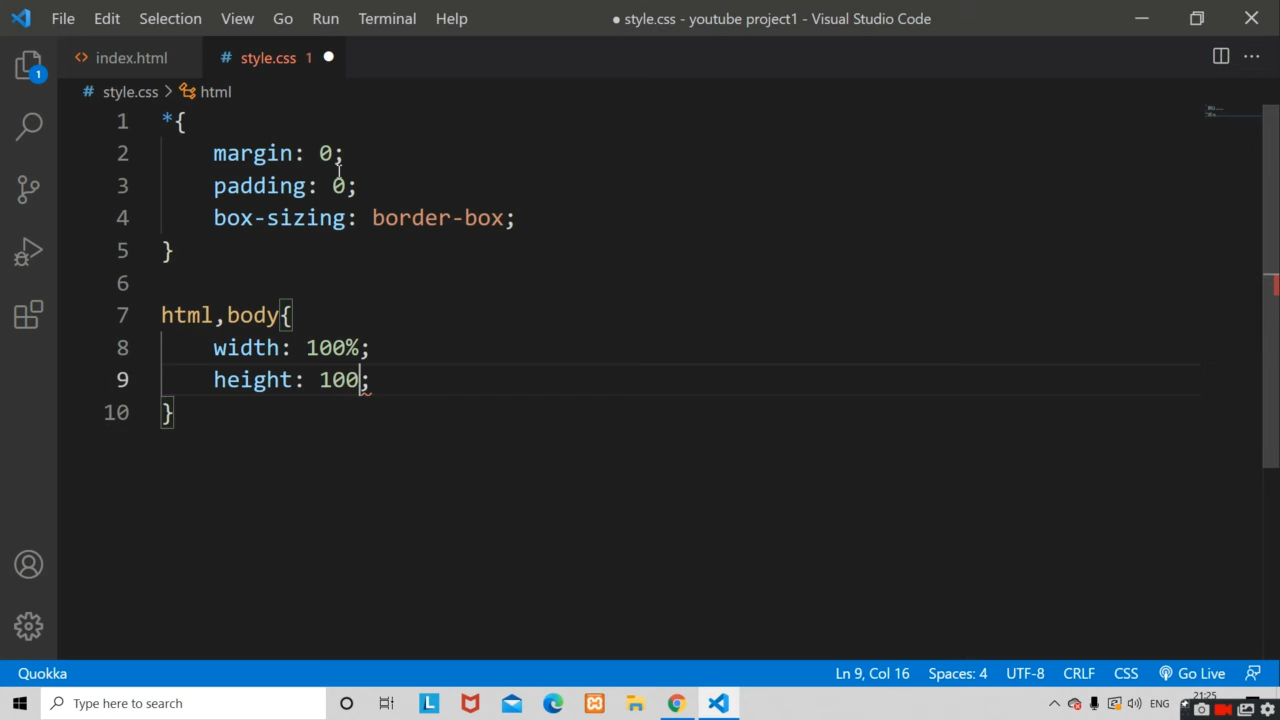 File Edit Selection View Go Run Terminal Help ● style.css - youtube project1 - Visual Studio Code
<> index.html # style.css 1 ●
# style.css > html
1 *{
2 margin: 0;
3 padding: 0;
4 box-sizing: border-box;
5 }
6
7 html,body{
8 width: 100%;
9 height: 100;
10 }
1
Quokka Ln 9, Col 16 Spaces: 4 UTF-8 CRLF CSS Go Live
Type here to search L ENG 21:25